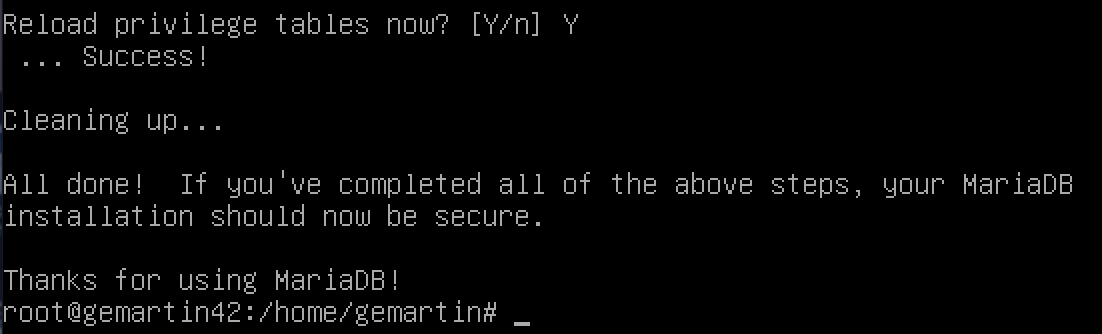 Reload privilege tables now? [Y/n] Y
 ... Success!
Cleaning up...
All done!  If you've completed all of the above steps, your MariaDB
installation should now be secure.
Thanks for using MariaDB!
root@gemartin42:/home/gemartin# _